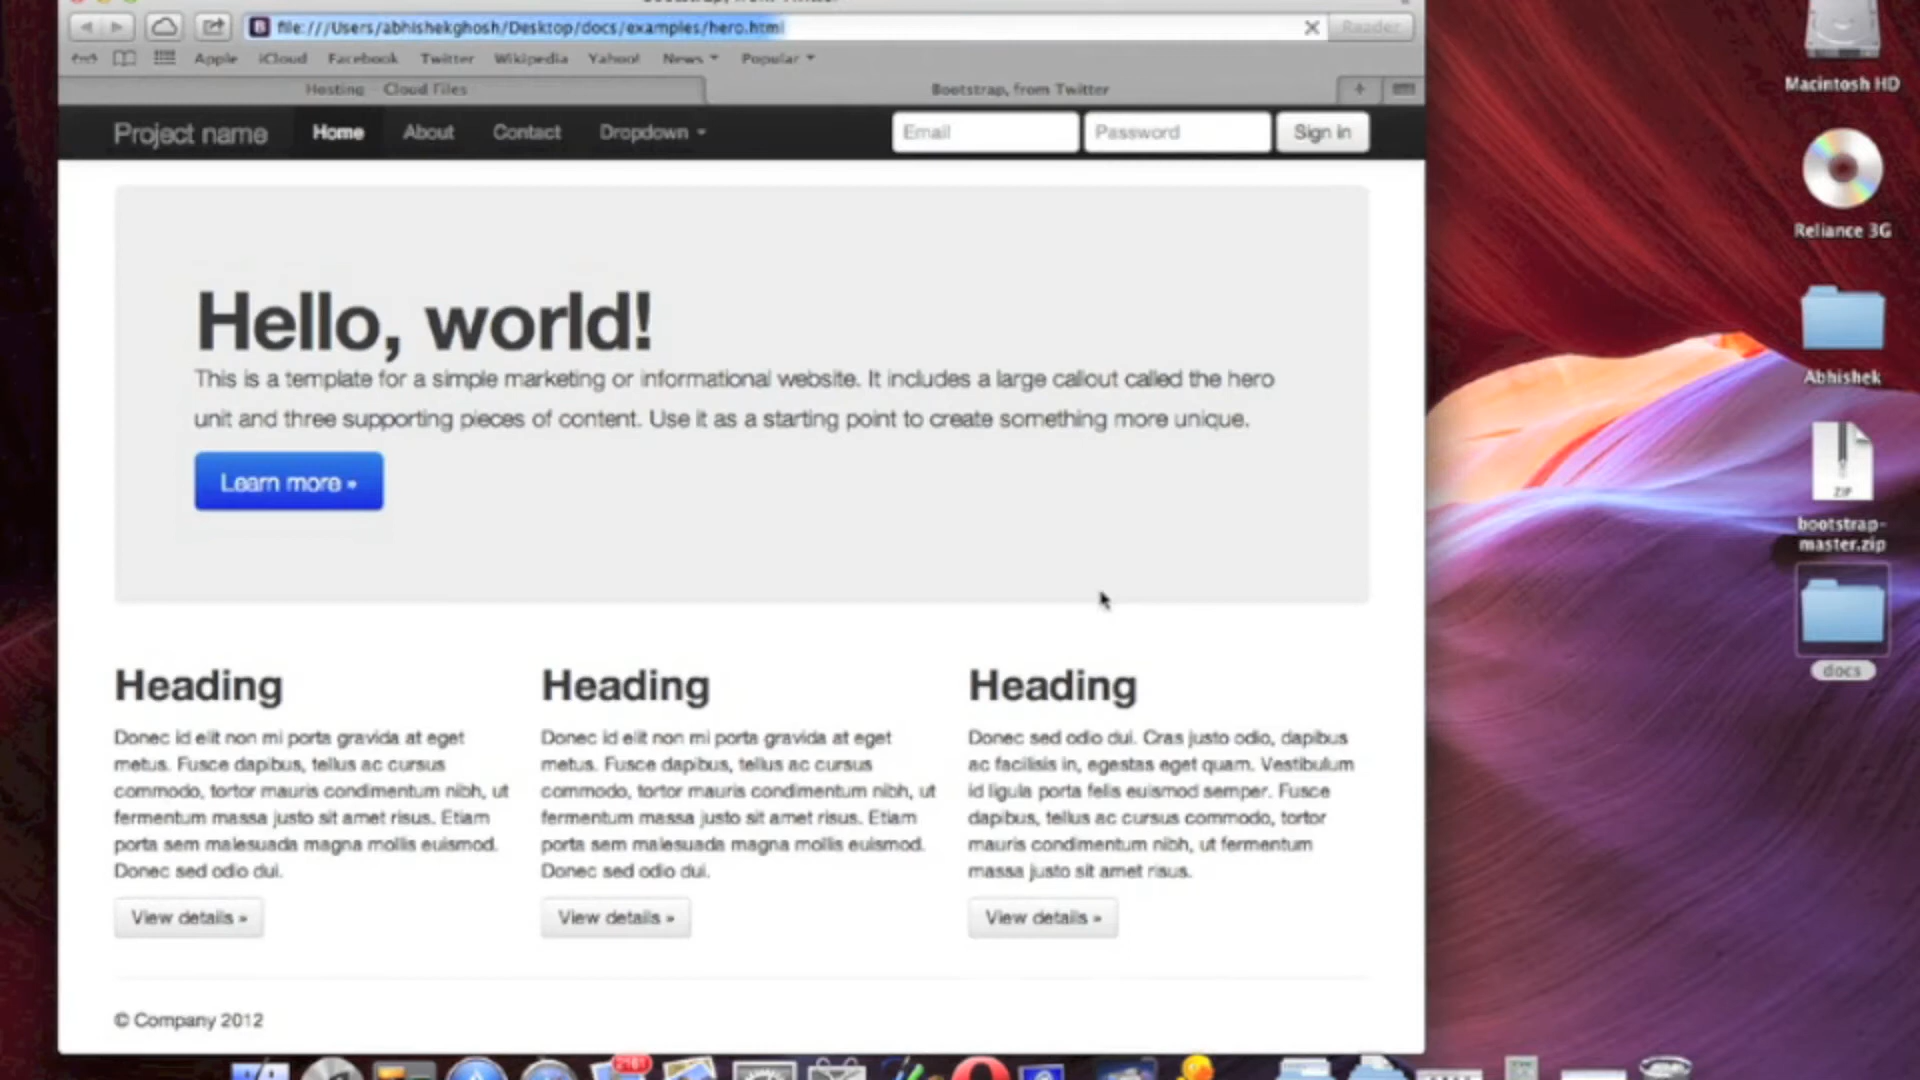 file:///Users/abhishekghosh/Desktop/docs/examples/hero.html
Reader
Apple iCloud Facebook Twitter Wikipedia Yahoo! News Popular
Hosting Cloud Files
Bootstrap, from Twitter
Project name Home About Contact Dropdown Email Password Sign in
Hello, world!
This is a template for a simple marketing or informational website. It includes a large callout called the hero
unit and three supporting pieces of content. Use it as a starting point to create something more unique.
Learn more »
Heading
Donec id elit non mi porta gravida at eget
metus. Fusce dapibus, tellus ac cursus
commodo, tortor mauris condimentum nibh, ut
fermentum massa justo sit amet risus. Etiam
porta sem malesuada magna mollis euismod.
Donec sed odio dui.
View details »
Heading
Donec id elit non mi porta gravida at eget
metus. Fusce dapibus, tellus ac cursus
commodo, tortor mauris condimentum nibh, ut
fermentum massa justo sit amet risus. Etiam
porta sem malesuada magna mollis euismod.
Donec sed odio dui.
View details »
Heading
Donec sed odio dui. Cras justo odio, dapibus
ac facilisis in, egestas eget quam. Vestibulum
id ligula porta felis euismod semper. Fusce
dapibus, tellus ac cursus commodo, tortor
mauris condimentum nibh, ut fermentum
massa justo sit amet risus.
View details »
© Company 2012
Macintosh HD
Reliance 3G
Abhishek
ZIP
bootstrap-
master.zip
docs